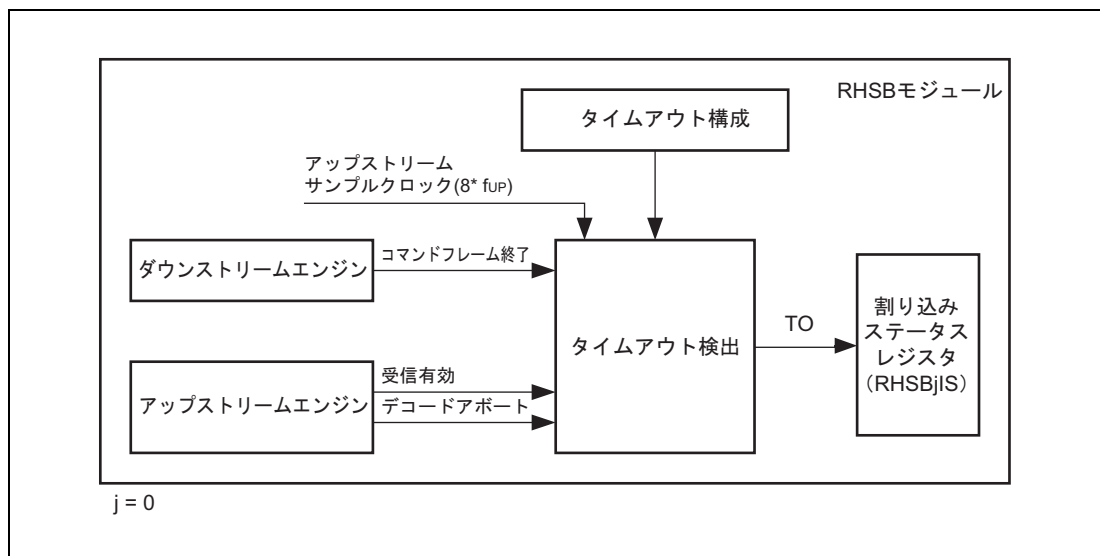 RHSBモジュール
タイムアウト構成
アップストリーム
サンプルクロック(8* fUP)
ダウンストリームエンジン
コマンドフレーム終了
タイムアウト検出
TO
割り込み
ステータス
レジスタ
(RHSBjIS)
アップストリームエンジン
受信有効
デコードアボート
j = 0